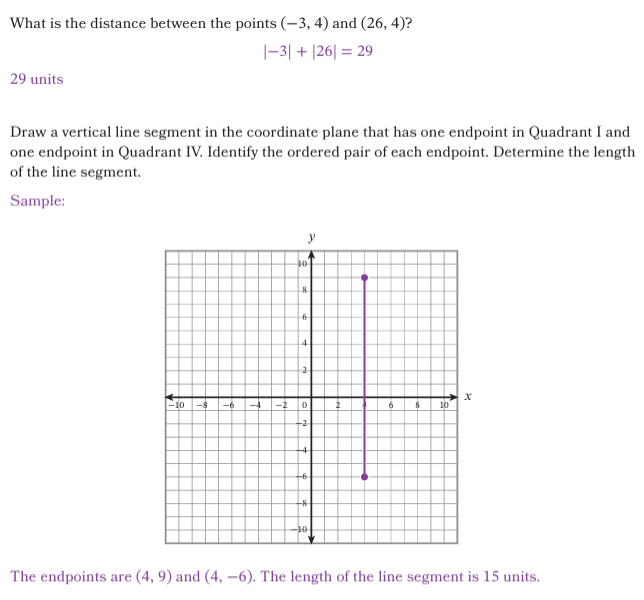 What is the distance between the points (−3, 4) and (26, 4)?
|−3| + |26| = 29
29 units
Draw a vertical line segment in the coordinate plane that has one endpoint in Quadrant I and
one endpoint in Quadrant IV. Identify the ordered pair of each endpoint. Determine the length
of the line segment.
Sample:
y
10
8
6
4
2
−10 −8 −6 −4 −2 0 2 4 6 8 10 x
−2
−4
−6
−8
−10
The endpoints are (4, 9) and (4, −6). The length of the line segment is 15 units.